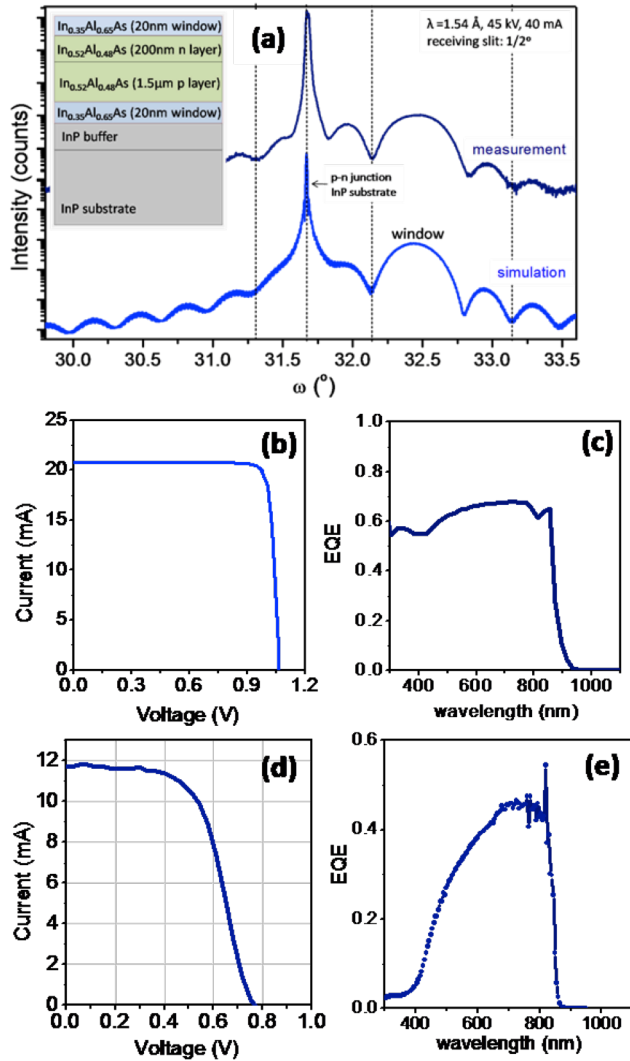 In0.35Al0.65As (20nm window)
In0.52Al0.48As (200nm n layer)
In0.52Al0.48As (1.5μm p layer)
In0.35Al0.65As (20nm window)
InP buffer
InP substrate
(a)
λ =1.54 Å, 45 kV, 40 mA
receiving slit: 1/2º
measurement
p-n junction
InP substrate
window
simulation
Intensity (counts)
30.0 30.5 31.0 31.5 32.0 32.5 33.0 33.5
ω (°)
(b)
25
20
15
10
5
0
Current (mA)
0.0 0.3 0.6 0.9 1.2
Voltage (V)
(c)
1.0
0.8
0.6
0.4
0.2
0.0
EQE
400 600 800 1000
wavelength (nm)
(d)
12
10
8
6
4
2
0
Current (mA)
0.0 0.2 0.4 0.6 0.8 1.0
Voltage (V)
(e)
0.6
0.4
0.2
0.0
EQE
400 600 800 1000
wavelength (nm)